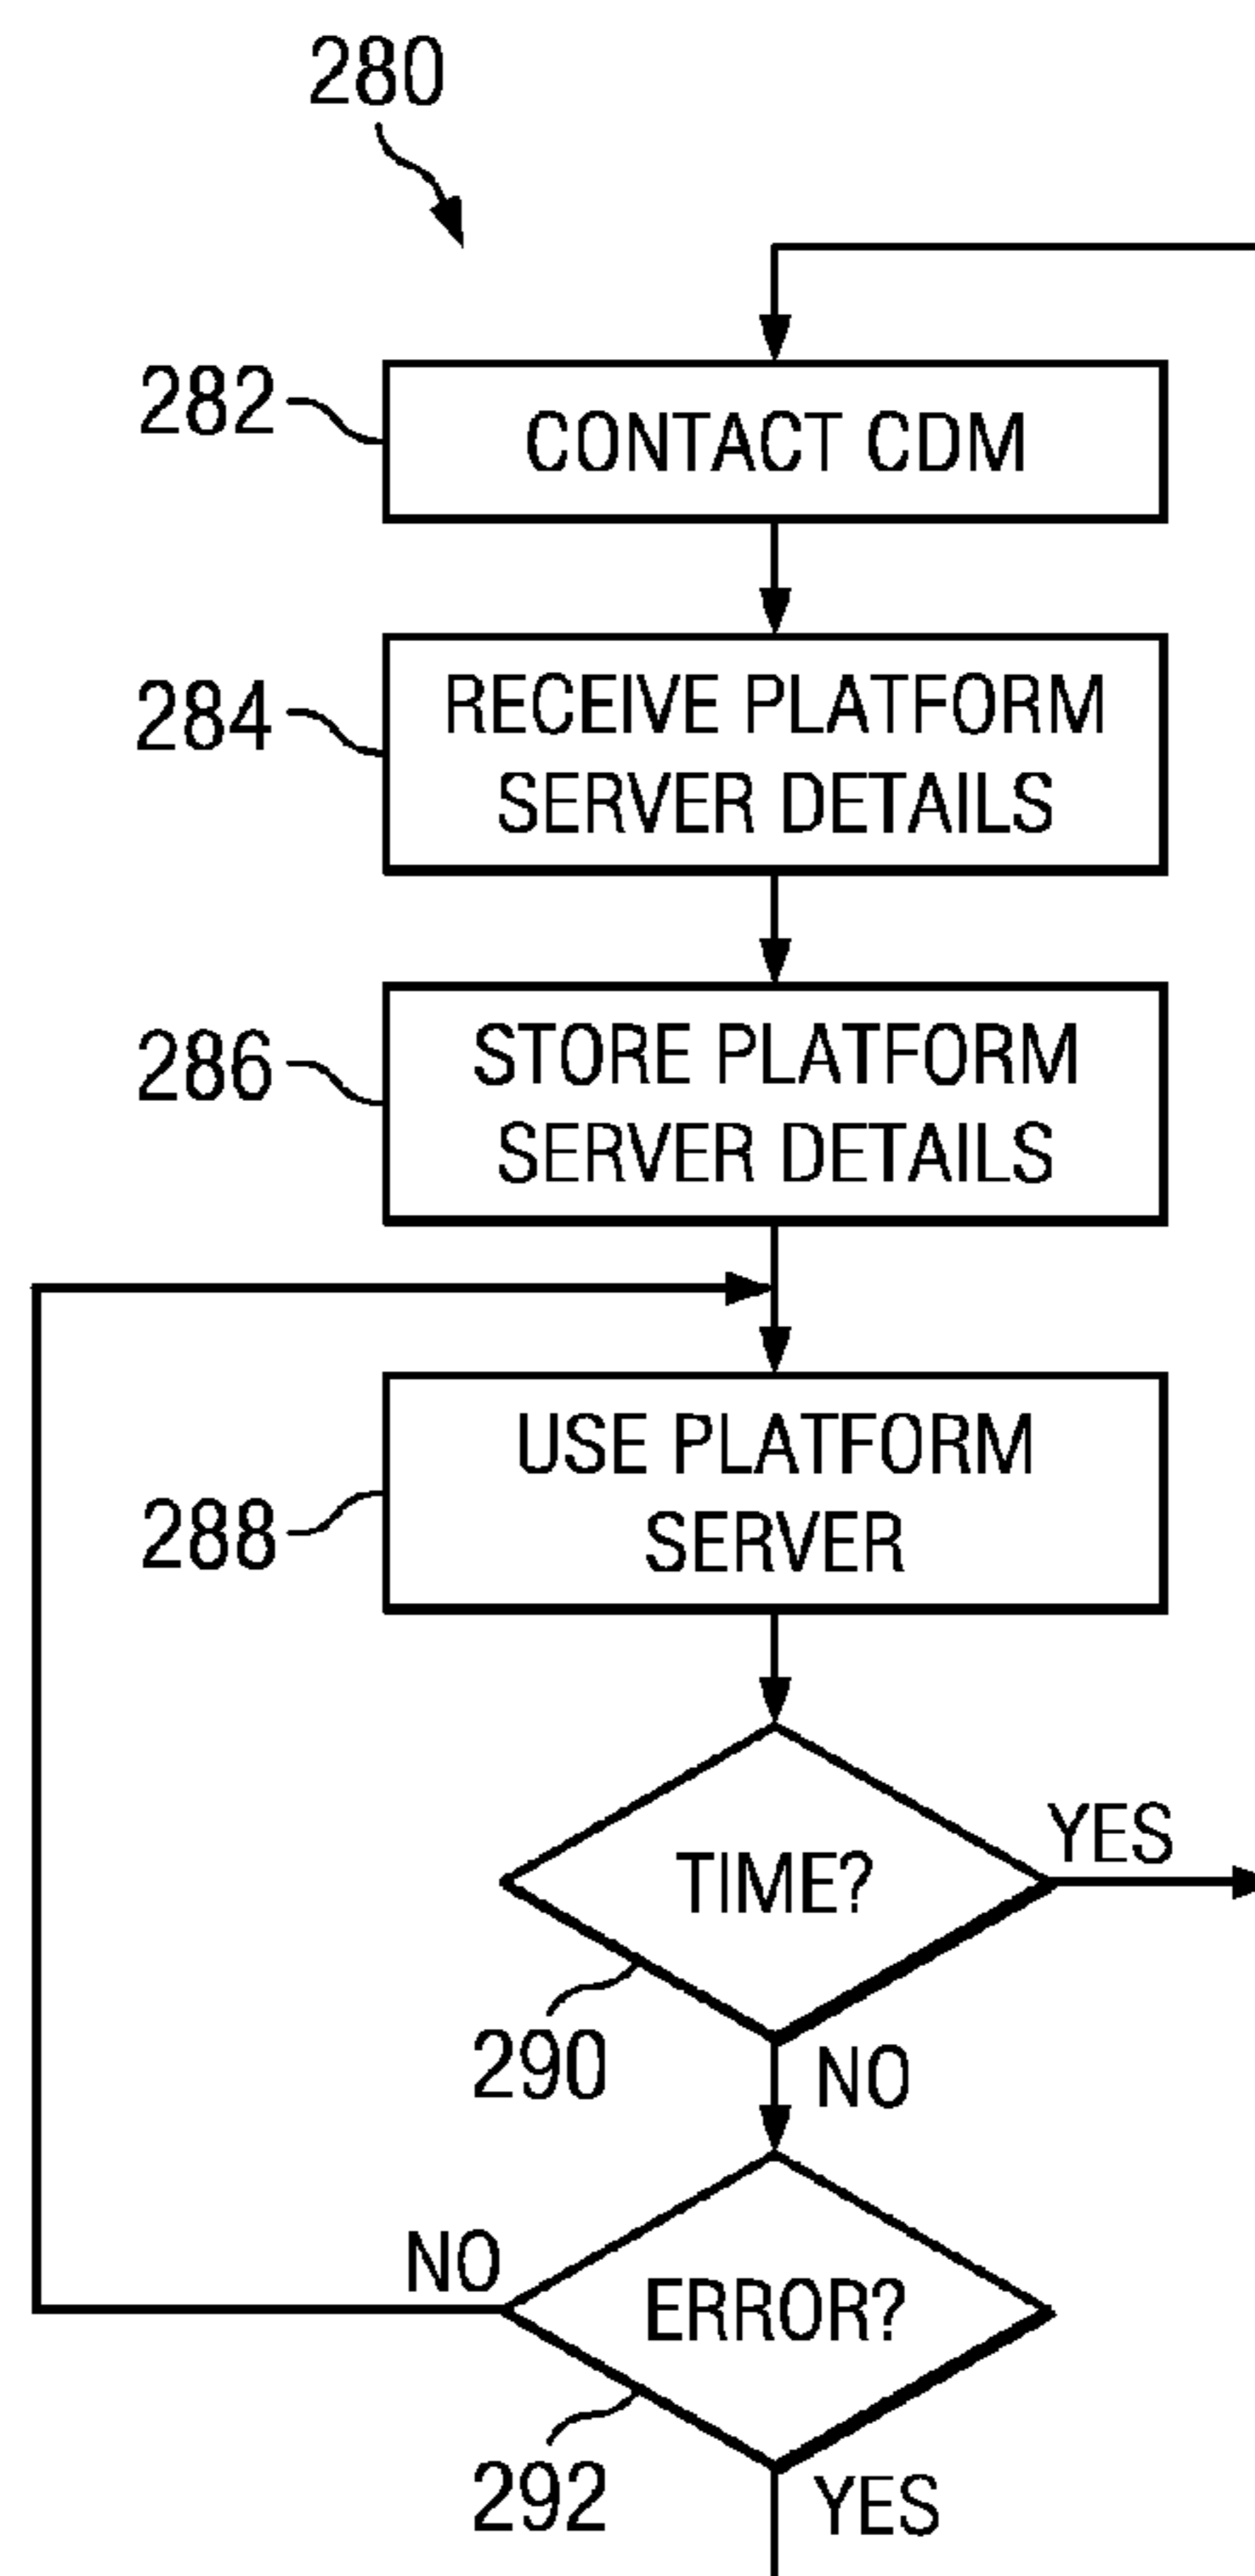 280
282
CONTACT CDM
284
RECEIVE PLATFORM
SERVER DETAILS
286
STORE PLATFORM
SERVER DETAILS
288
USE PLATFORM
SERVER
TIME?
YES
290
NO
NO
ERROR?
292
YES